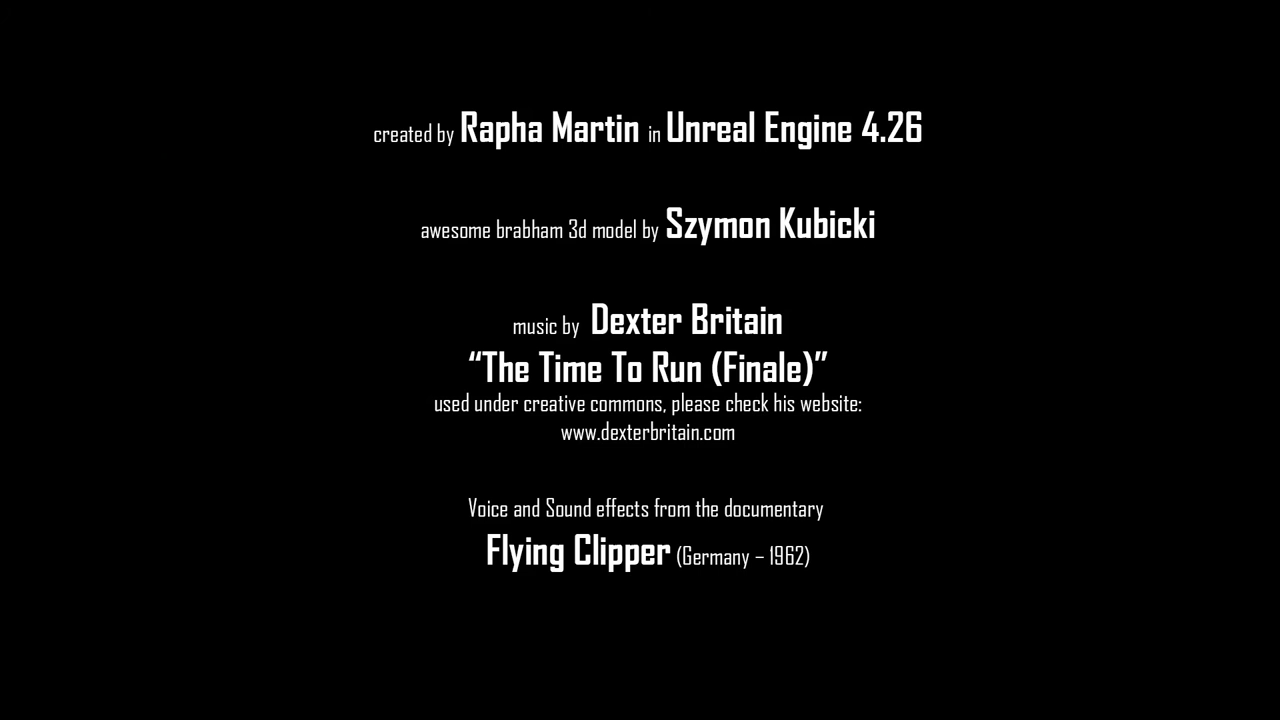 created by Rapha Martin in Unreal Engine 4.26
awesome brabham 3d model by Szymon Kubicki
music by Dexter Britain
“The Time To Run (Finale)”
used under creative commons, please check his website:
www.dexterbritain.com
Voice and Sound effects from the documentary
Flying Clipper (Germany – 1962)